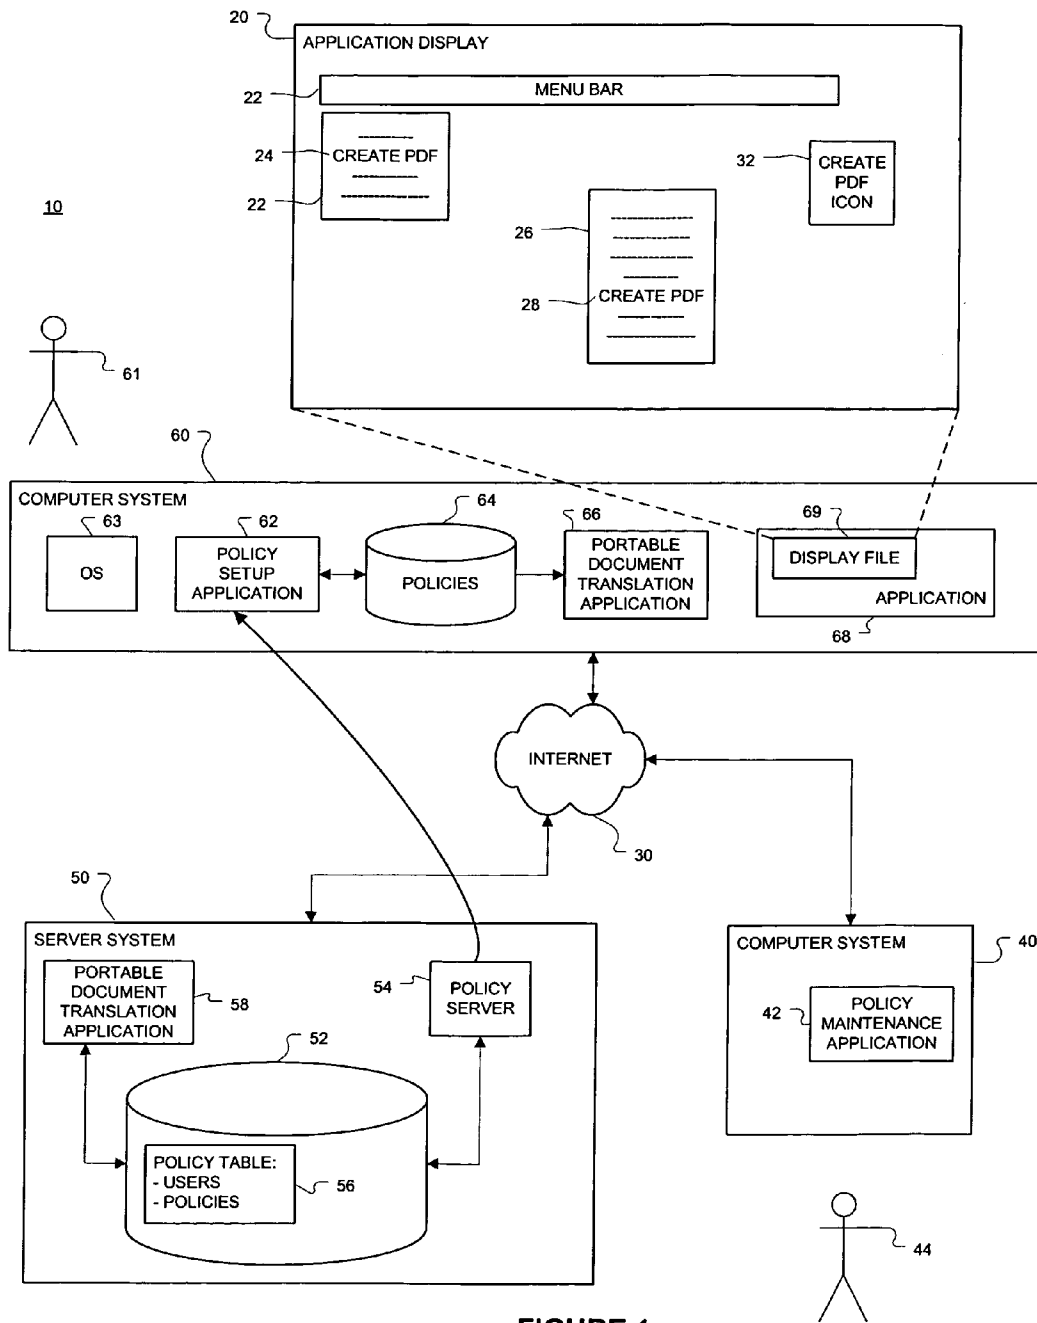 20
APPLICATION DISPLAY
22
MENU BAR
24
CREATE PDF
22
32
CREATE
PDF
ICON
26
28
CREATE PDF
10
61
60
COMPUTER SYSTEM
63
OS
62
POLICY
SETUP
APPLICATION
64
POLICIES
66
PORTABLE
DOCUMENT
TRANSLATION
APPLICATION
69
DISPLAY FILE
APPLICATION
68
INTERNET
30
50
SERVER SYSTEM
PORTABLE
DOCUMENT
TRANSLATION
APPLICATION
58
54
POLICY
SERVER
52
POLICY TABLE:
- USERS
- POLICIES
56
COMPUTER SYSTEM
40
42
POLICY
MAINTENANCE
APPLICATION
44